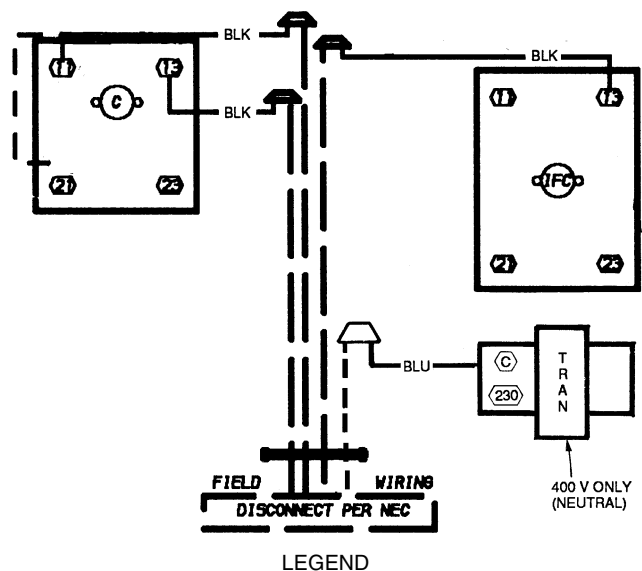 BLK
BLK
11
13
C
BLK
11
13
21
23
IFC
21
23
BLU
C
230
TRAN
FIELD WIRING
DISCONNECT PER NEC
400 V ONLY
(NEUTRAL)
LEGEND